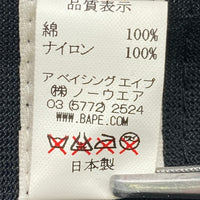 品質表示
綿 100%
ナイロン 100%
ア ベイシング エイプ
㈱ ノーウエア
03 (5772) 2524
WWW.BAPE.COM
日本製